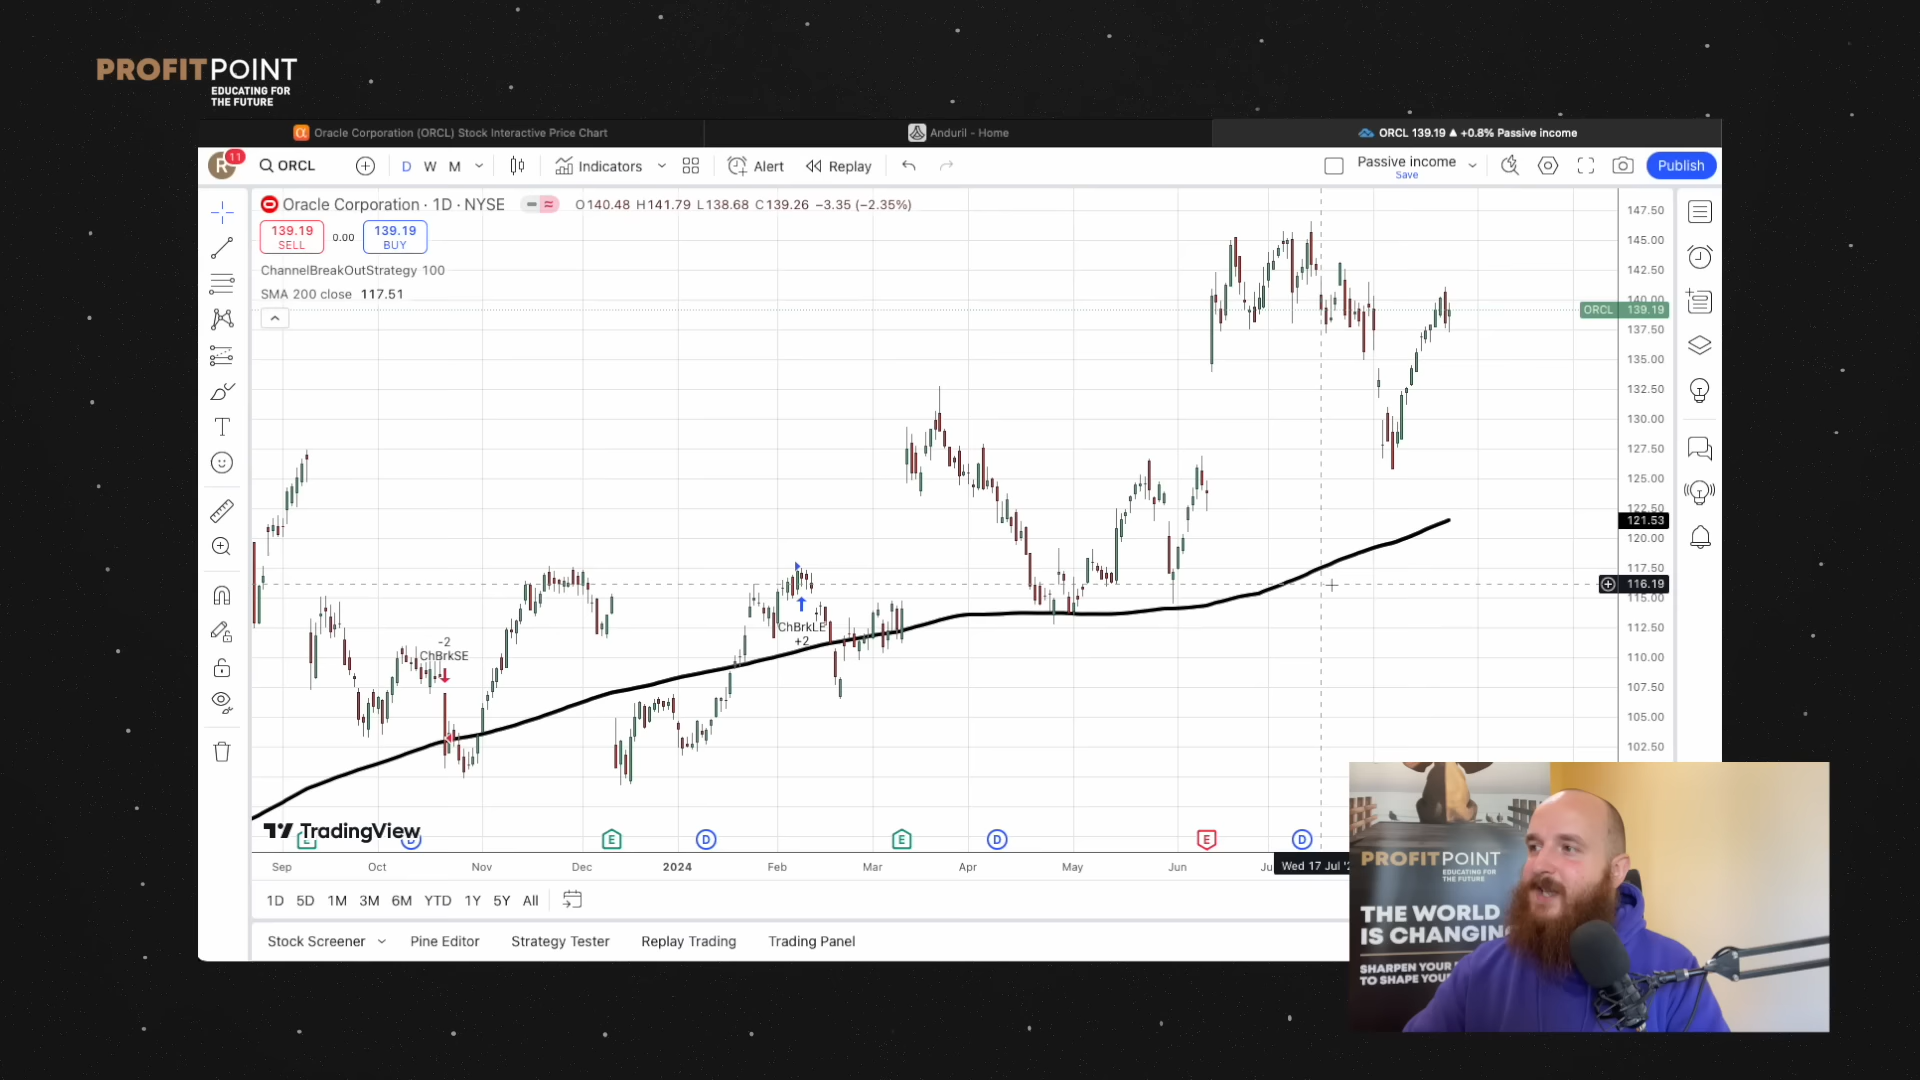 PROFITPOINT
EDUCATING FOR
THE FUTURE
Oracle Corporation (ORCL) Stock Interactive Price Chart
Anduril - Home
ORCL 139.19 ▲ +0.8% Passive income
R
11
ORCL
D
W
M
Indicators
Alert
Replay
Passive income
Save
Publish
Oracle Corporation · 1D · NYSE
O140.48 H141.79 L138.68 C139.26 −3.35 (−2.35%)
139.19
SELL
0.00
139.19
BUY
ChannelBreakOutStrategy 100
SMA 200 close 117.51
147.50
145.00
142.50
140.00
ORCL 139.19
137.50
135.00
132.50
130.00
127.50
125.00
122.50
121.53
120.00
117.50
116.19
115.00
112.50
110.00
107.50
105.00
102.50
-2
ChBrkSE
ChBrkLE
+2
TradingView
E
D
E
D
E
D
E
D
Sep
Oct
Nov
Dec
2024
Feb
Mar
Apr
May
Jun
Wed 17 Jul
1D
5D
1M
3M
6M
YTD
1Y
5Y
All
Stock Screener
Pine Editor
Strategy Tester
Replay Trading
Trading Panel
PROFITPOINT
EDUCATING FOR
THE FUTURE
THE WORLD
IS CHANGIN
SHARPEN YOUR
TO SHAPE YOU